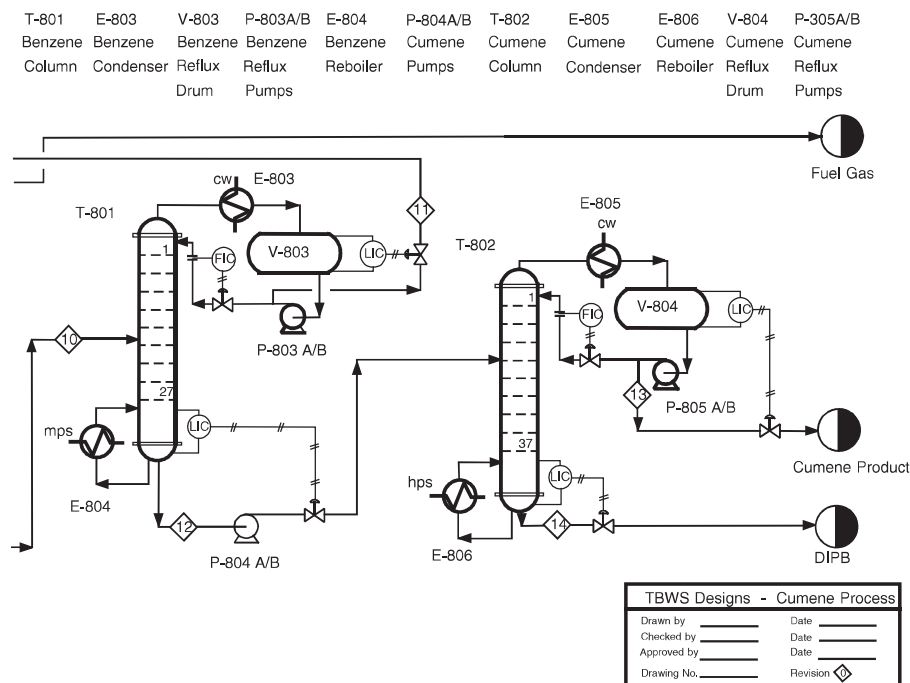 T-801 E-803 V-803 P-803A/B E-804 P-804A/B T-802 E-805 E-806 V-804 P-305A/B
Benzene Benzene Benzene Benzene Benzene Cumene Cumene Cumene Cumene Cumene Cumene
Column Condenser Reflux Reflux Reboiler Pumps Column Condenser Reboiler Reflux Reflux
Drum Pumps Drum Pumps
Fuel Gas
cw E-803
T-801
11
E-805
cw
T-802
1
FIC
V-803
LIC
1
FIC
V-804
LIC
10
P-803 A/B
27
13
P-805 A/B
mps
LIC
Cumene Product
E-804
37
hps
LIC
12
14
P-804 A/B
E-806
DIPB
TBWS Designs - Cumene Process
Drawn by Date
Checked by Date
Approved by Date
Drawing No. Revision 0